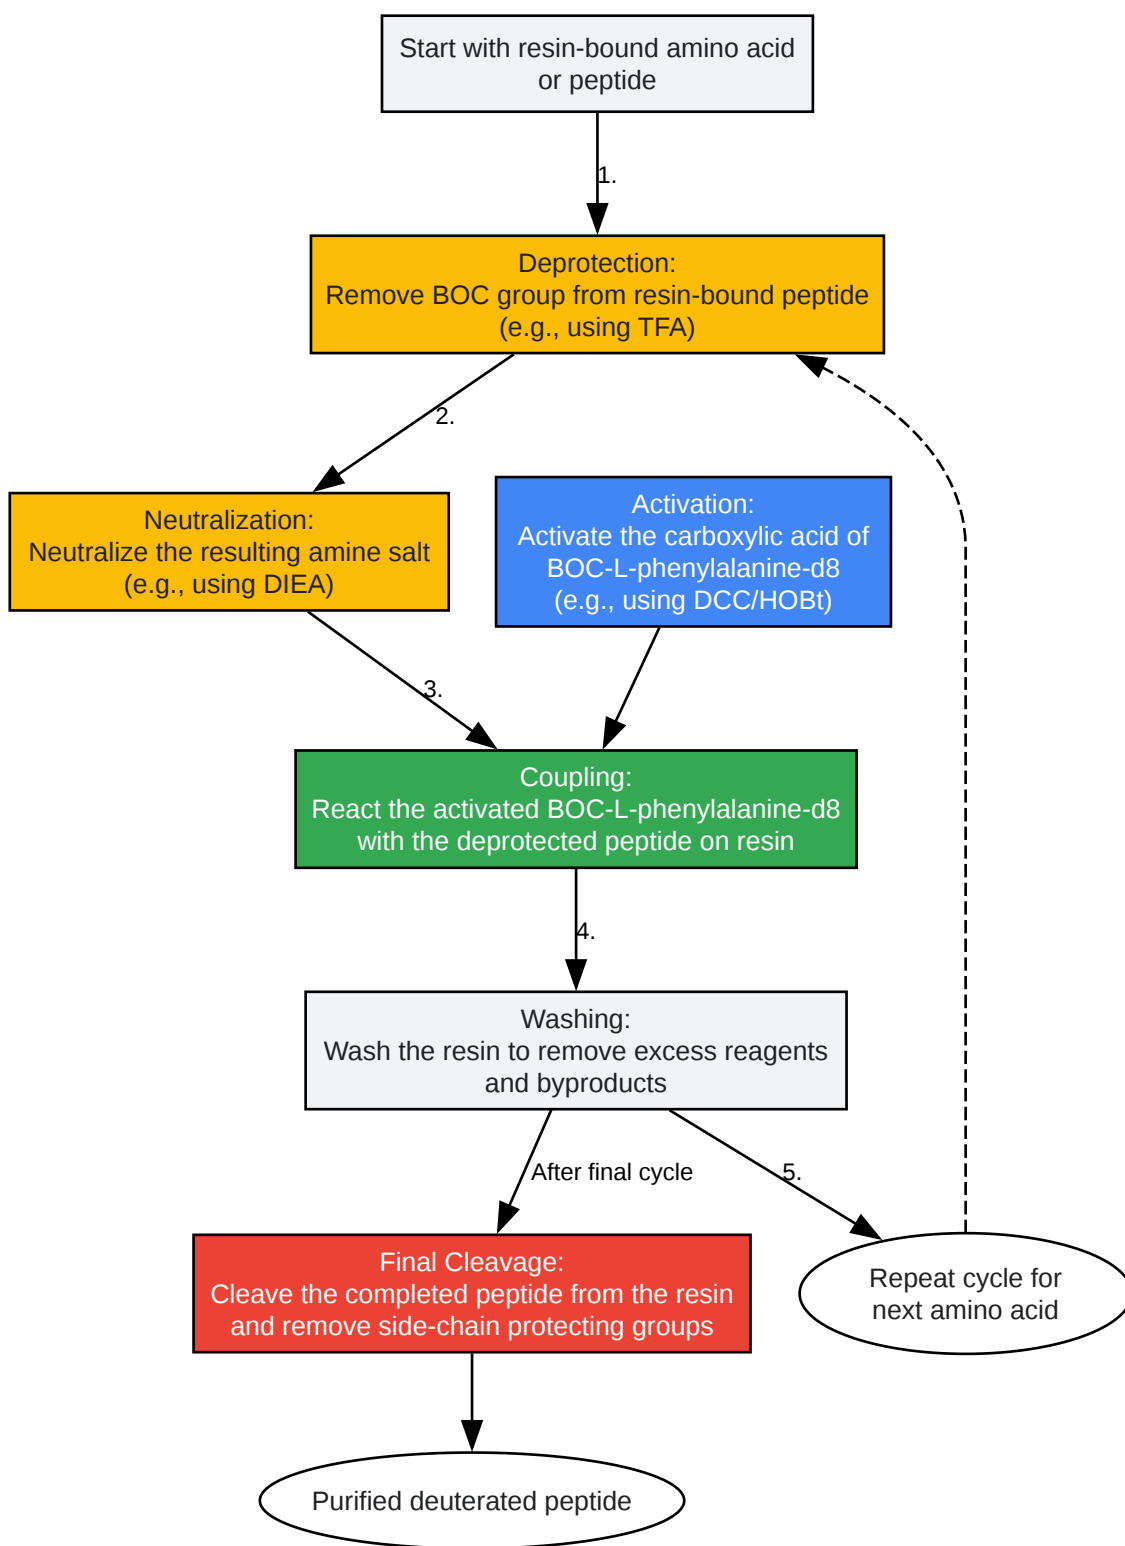 Start with resin-bound amino acid
or peptide
1.
Deprotection:
Remove BOC group from resin-bound peptide
(e.g., using TFA)
2.
Neutralization:
Neutralize the resulting amine salt
(e.g., using DIEA)
Activation:
Activate the carboxylic acid of
BOC-L-phenylalanine-d8
(e.g., using DCC/HOBt)
3.
Coupling:
React the activated BOC-L-phenylalanine-d8
with the deprotected peptide on resin
4.
Washing:
Wash the resin to remove excess reagents
and byproducts
After final cycle
5.
Final Cleavage:
Cleave the completed peptide from the resin
and remove side-chain protecting groups
Repeat cycle for
next amino acid
Purified deuterated peptide